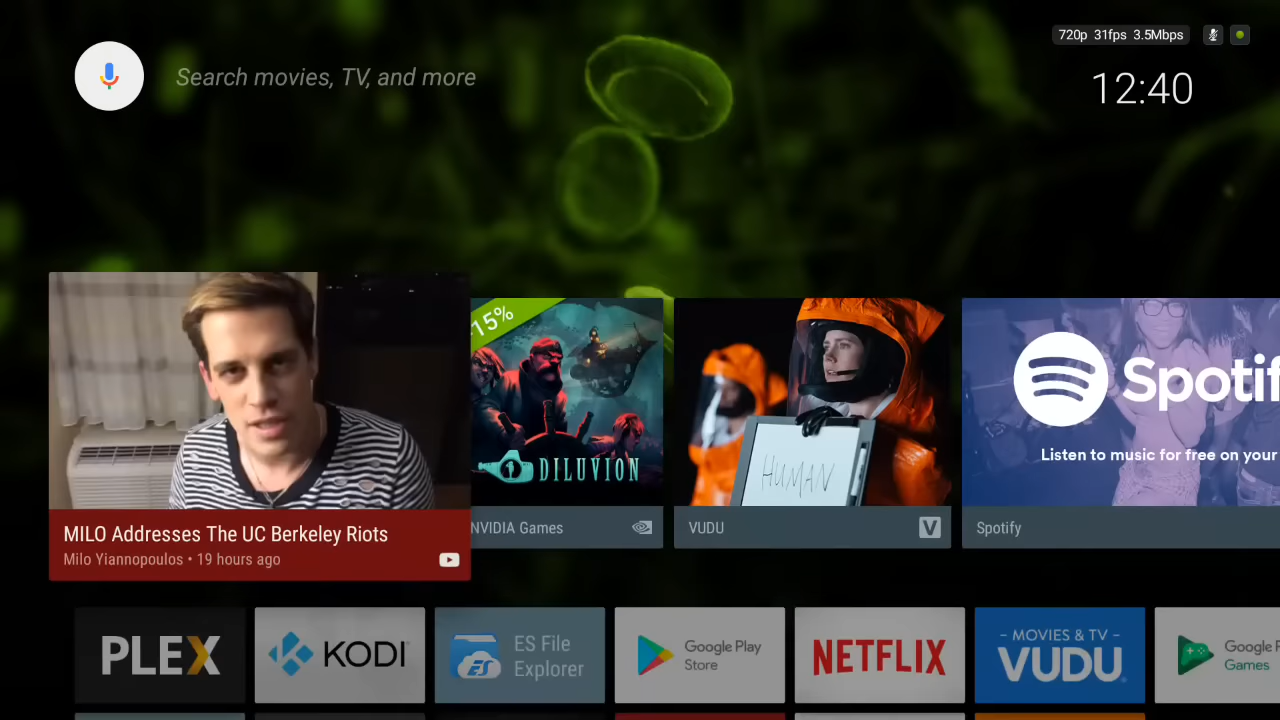 720p 31fps 3.5Mbps
Search movies, TV, and more
12:40
15%
DILUVION
HUMAN
Spotif
Listen to music for free on your
MILO Addresses The UC Berkeley Riots
Milo Yiannopoulos • 19 hours ago
NVIDIA Games
VUDU
V
Spotify
PLEX
KODI
ES
ES File
Explorer
Google Play
Store
NETFLIX
– MOVIES & TV –
VUDU
Google P
Games